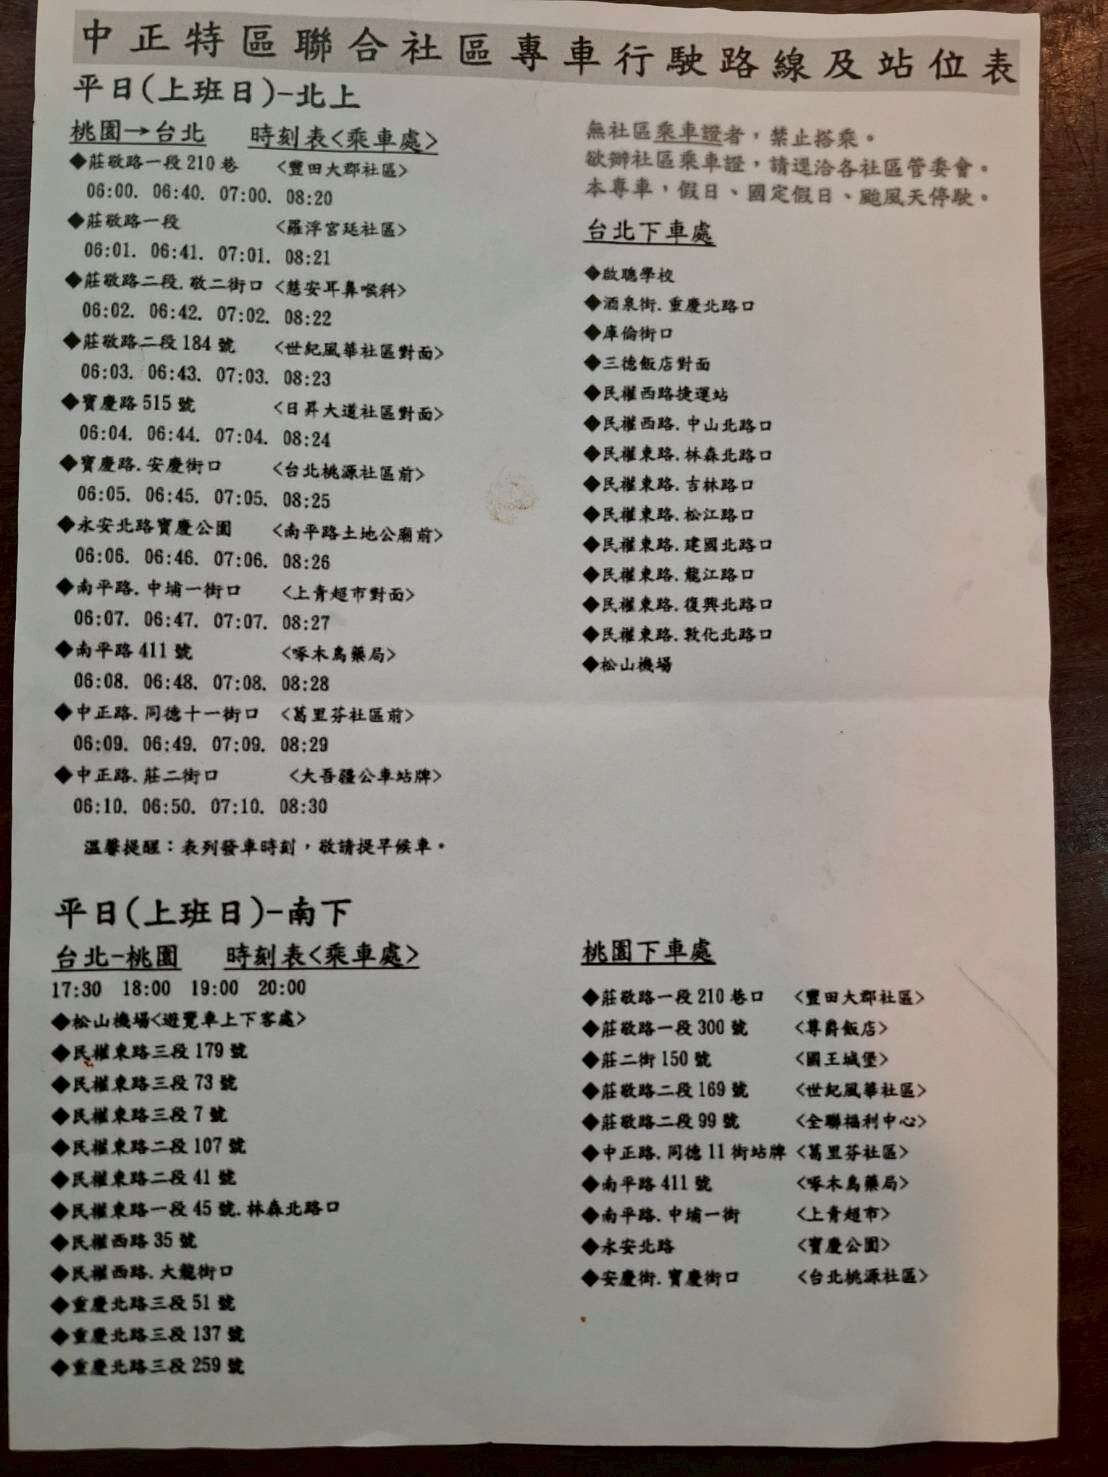 中正特區聯合社區專車行駛路線及站位表
平日(上班日)-北上
桃園→台北 時刻表<乘車處>
◆莊敬路一段210巷 <豐田大郡社區>
06:00. 06:40. 07:00. 08:20
◆莊敬路一段 <羅浮宮廷社區>
06:01. 06:41. 07:01. 08:21
◆莊敬路二段.敬二街口 <慈安耳鼻喉科>
06:02. 06:42. 07:02. 08:22
◆莊敬路二段184號 <世紀風華社區對面>
06:03. 06:43. 07:03. 08:23
◆寶慶路515號 <日昇大道社區對面>
06:04. 06:44. 07:04. 08:24
◆寶慶路.安慶街口 <台北桃源社區前>
06:05. 06:45. 07:05. 08:25
◆永安北路寶慶公園 <南平路土地公廟前>
06:06. 06:46. 07:06. 08:26
◆南平路.中埔一街口 <上青超市對面>
06:07. 06:47. 07:07. 08:27
◆南平路411號 <啄木鳥藥局>
06:08. 06:48. 07:08. 08:28
◆中正路.同德十一街口 <葛里芬社區前>
06:09. 06:49. 07:09. 08:29
◆中正路.莊二街口 <大吾疆公車站牌>
06:10. 06:50. 07:10. 08:30
溫馨提醒：表列發車時刻，敬請提早候車。
無社區乘車證者，禁止搭乘。
欲辦社區乘車證，請逕洽各社區管委會。
本專車，假日、國定假日、颱風天停駛。
台北下車處
◆啟聰學校
◆酒泉街.重慶北路口
◆庫倫街口
◆三德飯店對面
◆民權西路捷運站
◆民權西路.中山北路口
◆民權東路.林森北路口
◆民權東路.吉林路口
◆民權東路.松江路口
◆民權東路.建國北路口
◆民權東路.龍江路口
◆民權東路.復興北路口
◆民權東路.敦化北路口
◆松山機場
平日(上班日)-南下
台北-桃園 時刻表<乘車處>
17:30 18:00 19:00 20:00
◆松山機場<遊覽車上下客處>
◆民權東路三段179號
◆民權東路三段73號
◆民權東路三段7號
◆民權東路二段107號
◆民權東路二段41號
◆民權東路一段45號.林森北路口
◆民權西路35號
◆民權西路.大龍街口
◆重慶北路三段51號
◆重慶北路三段137號
◆重慶北路三段259號
桃園下車處
◆莊敬路一段210巷口 <豐田大郡社區>
◆莊敬路一段300號 <尊爵飯店>
◆莊二街150號 <國王城堡>
◆莊敬路二段169號 <世紀風華社區>
◆莊敬路二段99號 <全聯福利中心>
◆中正路.同德11街站牌 <葛里芬社區>
◆南平路411號 <啄木鳥藥局>
◆南平路.中埔一街 <上青超市>
◆永安北路 <寶慶公園>
◆安慶街.寶慶街口 <台北桃源社區>